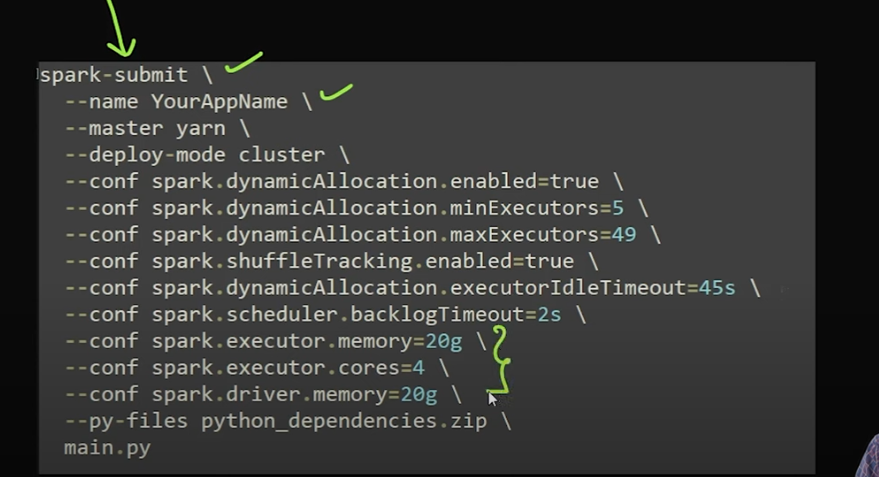 spark-submit \
--name YourAppName \
--master yarn \
--deploy-mode cluster \
--conf spark.dynamicAllocation.enabled=true \
--conf spark.dynamicAllocation.minExecutors=5 \
--conf spark.dynamicAllocation.maxExecutors=49 \
--conf spark.shuffleTracking.enabled=true \
--conf spark.dynamicAllocation.executorIdleTimeout=45s \
--conf spark.scheduler.backlogTimeout=2s \
--conf spark.executor.memory=20g \
--conf spark.executor.cores=4 \
--conf spark.driver.memory=20g \
--py-files python_dependencies.zip \
main.py